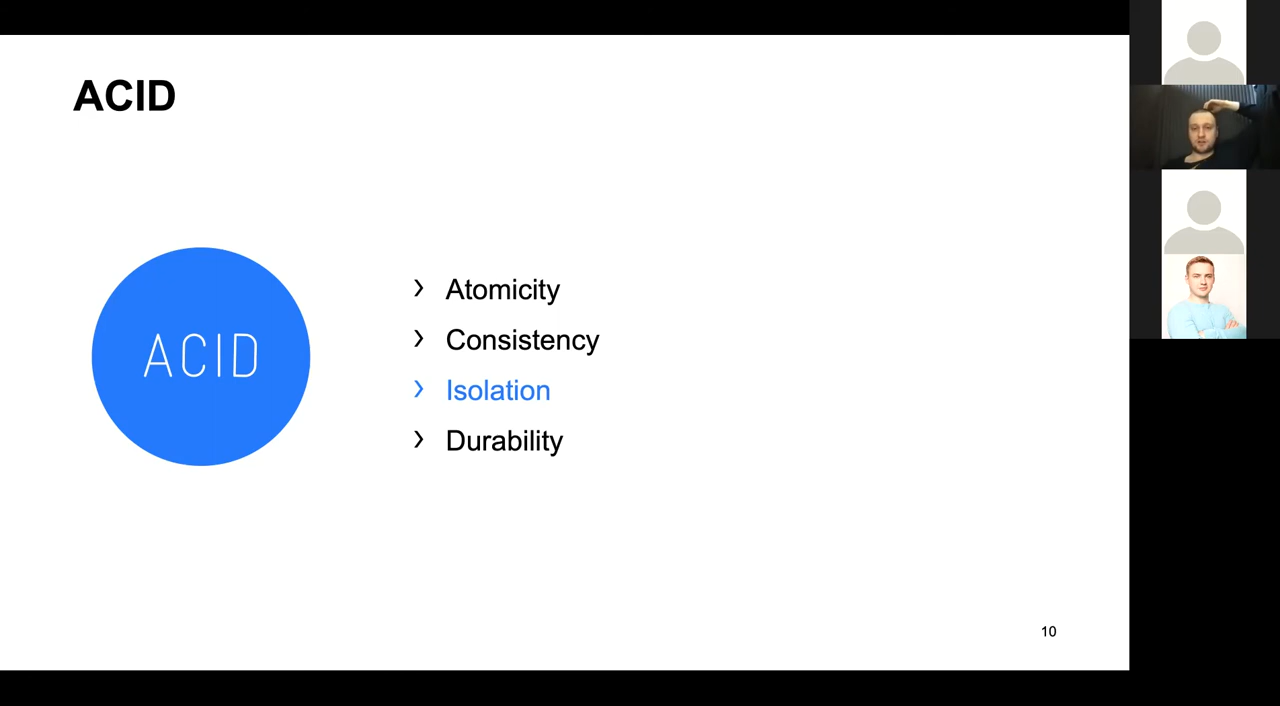 ACID
ACID
› Atomicity
› Consistency
› Isolation
› Durability
10